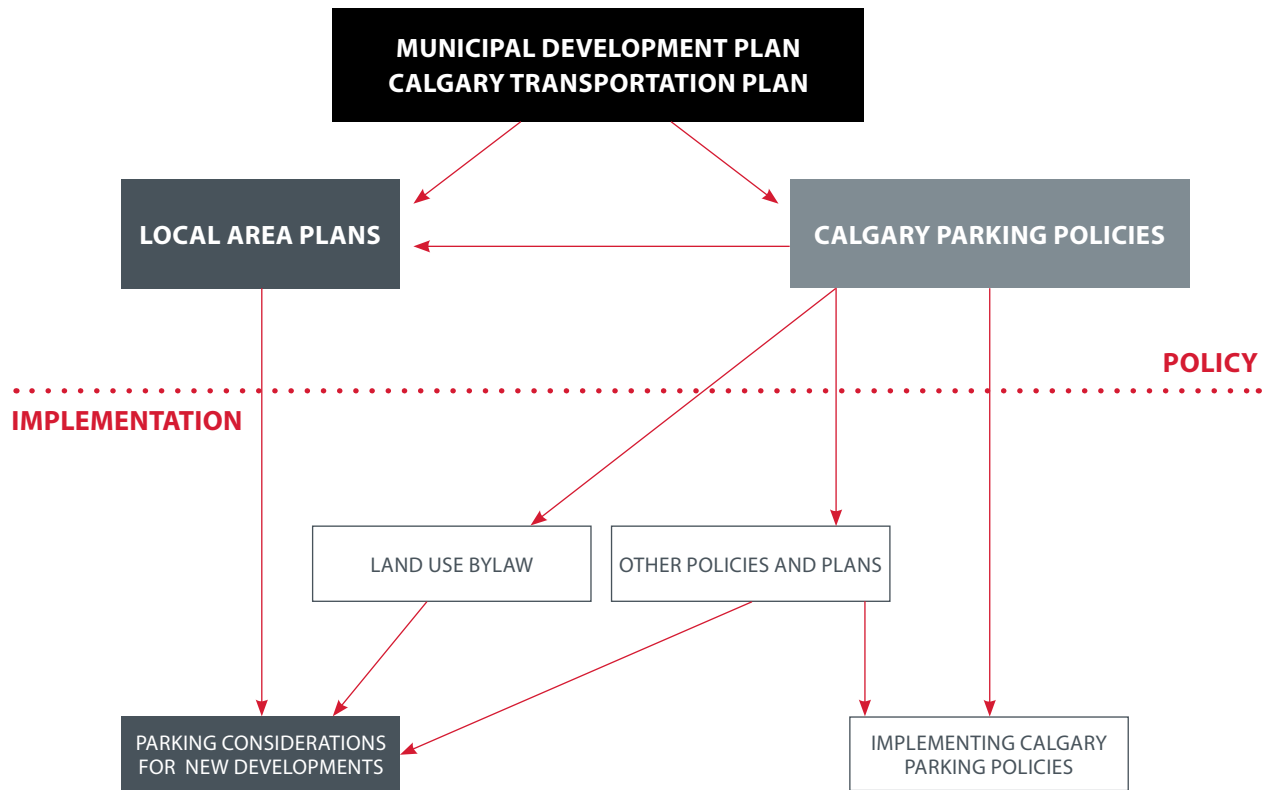 MUNICIPAL DEVELOPMENT PLAN
CALGARY TRANSPORTATION PLAN
LOCAL AREA PLANS
CALGARY PARKING POLICIES
POLICY
IMPLEMENTATION
LAND USE BYLAW
OTHER POLICIES AND PLANS
PARKING CONSIDERATIONS
FOR NEW DEVELOPMENTS
IMPLEMENTING CALGARY
PARKING POLICIES